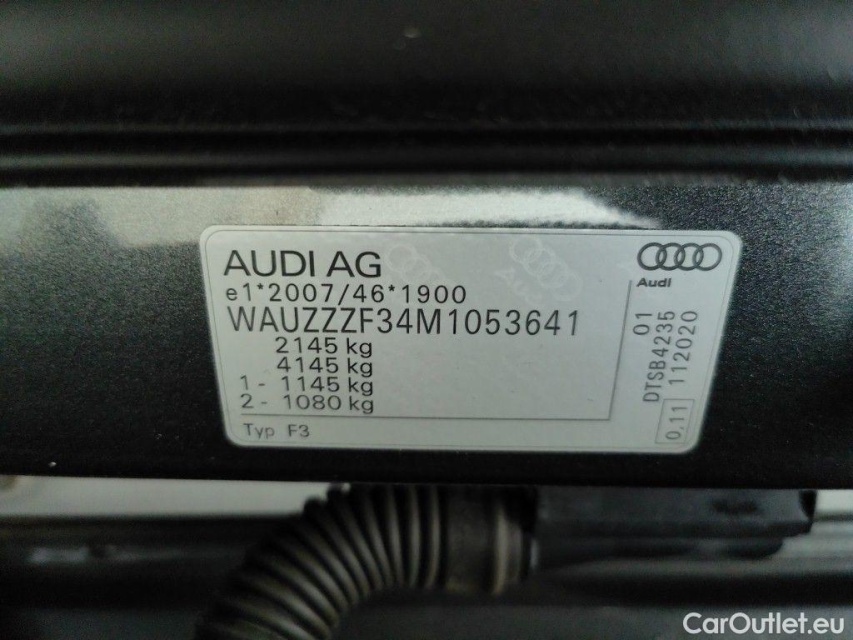 AUDI AG
e1*2007/46*1900
WAUZZZF34M1053641
2145 kg
4145 kg
1 - 1145 kg
2 - 1080 kg
Typ F3
Audi
01
DTSB4235
112020
0,11
CarOutlet.eu